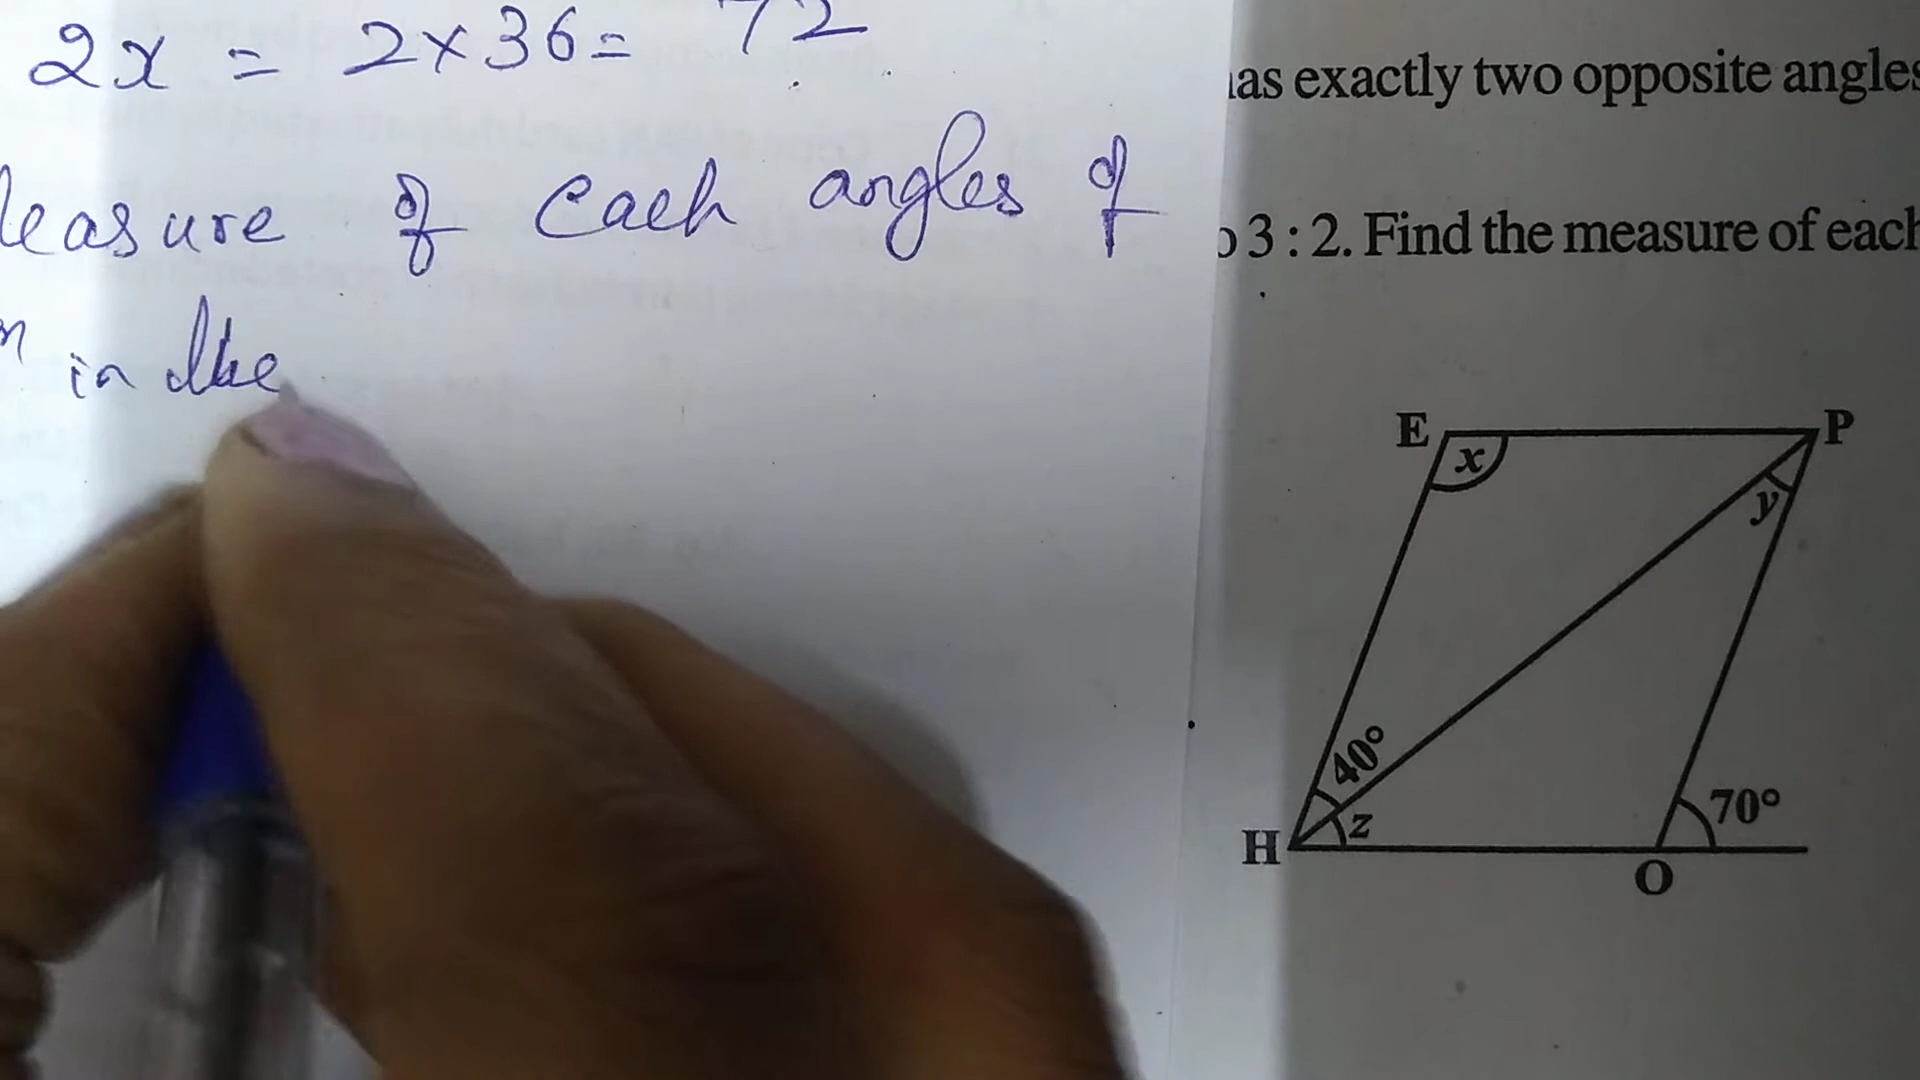 2x = 2×36= 72
easure of each angles of
in the
as exactly two opposite angles
3 : 2. Find the measure of each
E
P
x
y
40°
z
70°
H
O